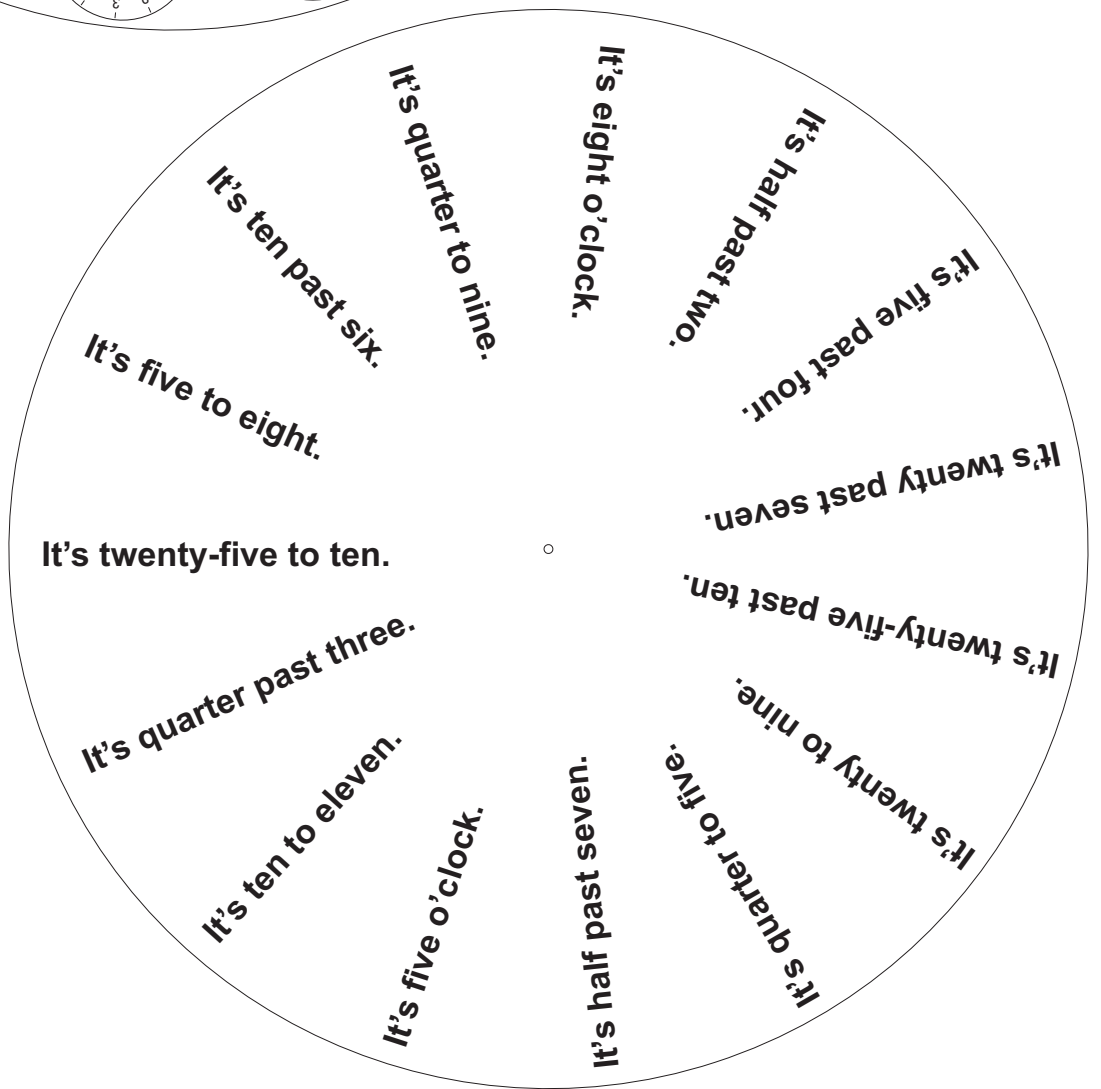 It's eight o'clock.
It's half past two.
It's five past four.
It's twenty past seven.
It's twenty-five past ten.
It's twenty to nine.
It's quarter to five.
It's half past seven.
It's five o'clock.
It's ten to eleven.
It's quarter past three.
It's twenty-five to ten.
It's five to eight.
It's ten past six.
It's quarter to nine.